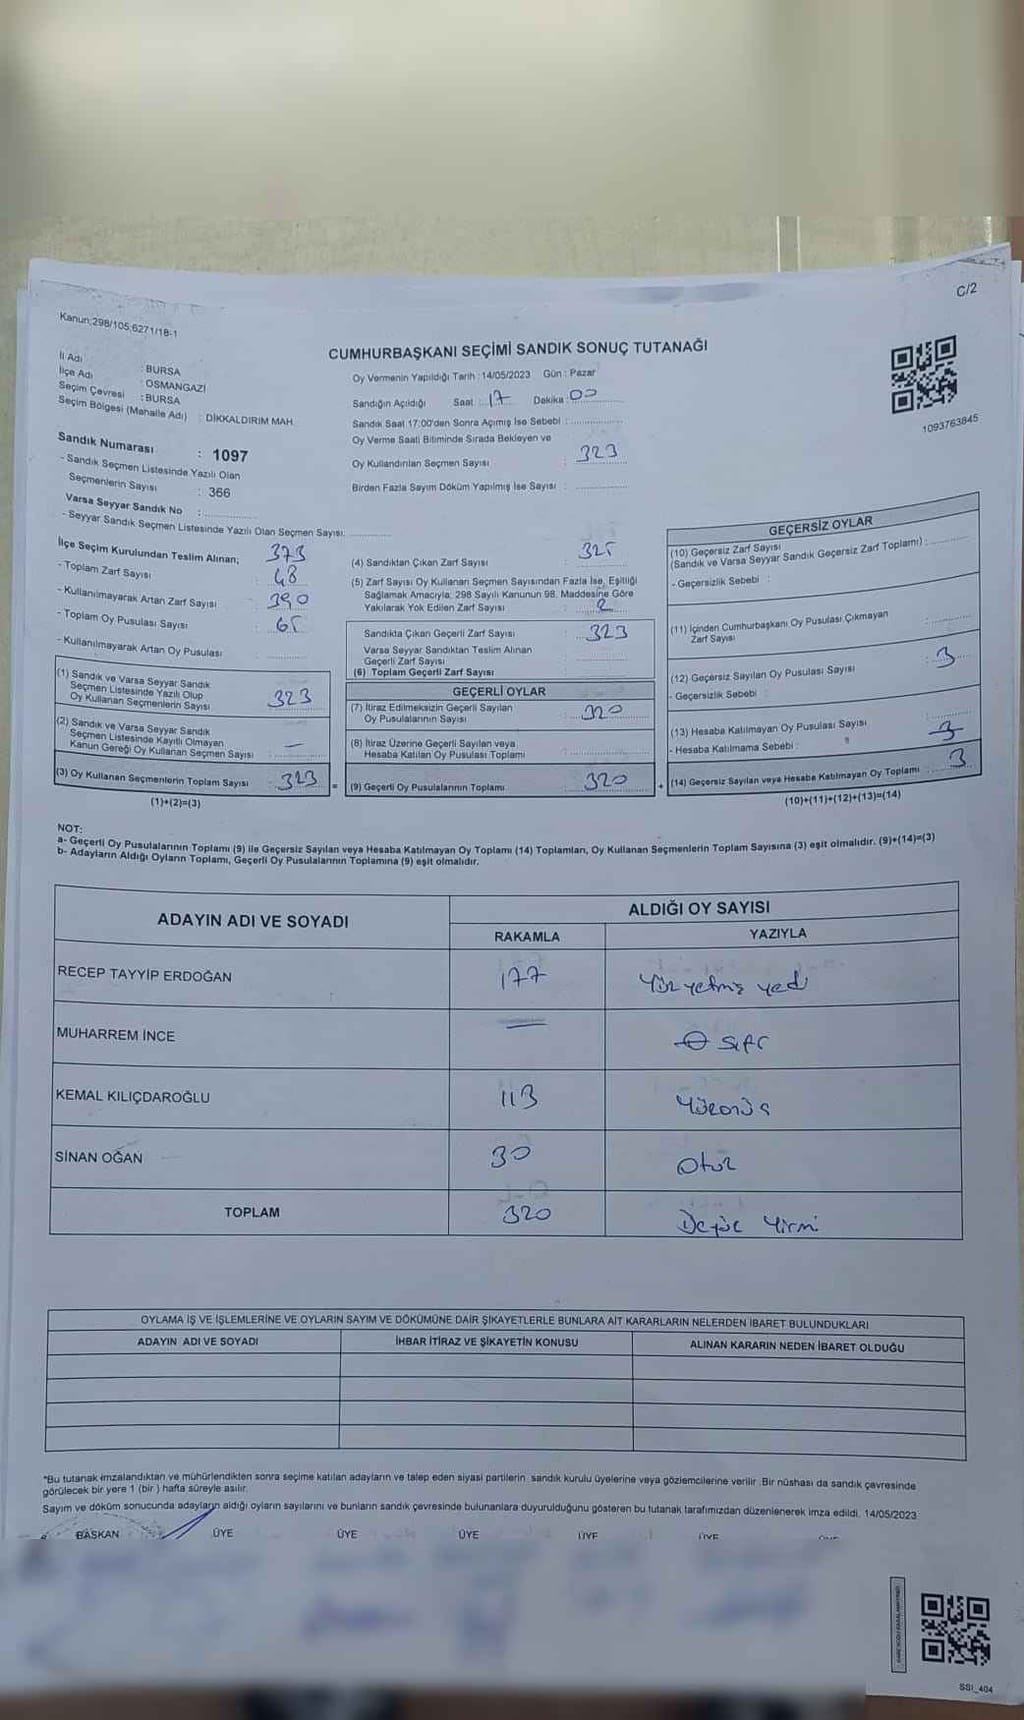 C/2
Kanun;298/105;6271/18-1
CUMHURBAŞKANI SEÇİMİ SANDIK SONUÇ TUTANAĞI
1093763845
İl Adı : BURSA
İlçe Adı : OSMANGAZİ
Seçim Çevresi : BURSA
Seçim Bölgesi (Mahalle Adı) : DİKKALDIRIM MAH.
Sandık Numarası : 1097
- Sandık Seçmen Listesinde Yazılı Olan
Seçmenlerin Sayısı : 366
Varsa Seyyar Sandık No :
- Seyyar Sandık Seçmen Listesinde Yazılı Olan Seçmen Sayısı:
Oy Vermenin Yapıldığı Tarih : 14/05/2023 Gün : Pazar
Sandığın Açıldığı Saat : 17 Dakika : 00
Sandık Saat 17:00'den Sonra Açımış İse Sebebi :
Oy Verme Saati Bitiminde Sırada Bekleyen ve
Oy Kullandırılan Seçmen Sayısı : 323
Birden Fazla Sayım Döküm Yapılmış İse Sayısı :
İlçe Seçim Kurulundan Teslim Alınan; 373
- Toplam Zarf Sayısı : 48
- Kullanılmayarak Artan Zarf Sayısı : 390
- Toplam Oy Pusulası Sayısı : 65
- Kullanılmayarak Artan Oy Pusulası :
(1) Sandık ve Varsa Seyyar Sandık
Seçmen Listesinde Yazılı Olup
Oy Kullanan Seçmenlerin Sayısı : 323
(2) Sandık ve Varsa Seyyar Sandık
Seçmen Listesinde Kayıtlı Olmayan
Kanun Gereği Oy Kullanan Seçmen Sayısı : —
(3) Oy Kullanan Seçmenlerin Toplam Sayısı : 323 =
(1)+(2)=(3)
(4) Sandıktan Çıkan Zarf Sayısı : 325
(5) Zarf Sayısı Oy Kullanan Seçmen Sayısından Fazla İse, Eşitliği
Sağlamak Amacıyla; 298 Sayılı Kanunun 98. Maddesine Göre
Yakılarak Yok Edilen Zarf Sayısı : 2
Sandıkta Çıkan Geçerli Zarf Sayısı : 323
Varsa Seyyar Sandıktan Teslim Alınan
Geçerli Zarf Sayısı :
(6) Toplam Geçerli Zarf Sayısı
GEÇERLİ OYLAR
(7) İtiraz Edilmeksizin Geçerli Sayılan
Oy Pusulalarının Sayısı : 320
(8) İtiraz Üzerine Geçerli Sayılan veya
Hesaba Katılan Oy Pusulası Toplamı :
(9) Geçerli Oy Pusulalarının Toplamı : 320 +
GEÇERSİZ OYLAR
(10) Geçersiz Zarf Sayısı
(Sandık ve Varsa Seyyar Sandık Geçersiz Zarf Toplamı) :
- Geçersizlik Sebebi :
(11) İçinden Cumhurbaşkanı Oy Pusulası Çıkmayan
Zarf Sayısı :
(12) Geçersiz Sayılan Oy Pusulası Sayısı : 3
- Geçersizlik Sebebi :
(13) Hesaba Katılmayan Oy Pusulası Sayısı : 3
- Hesaba Katılmama Sebebi :
(14) Geçersiz Sayılan veya Hesaba Katılmayan Oy Toplamı : 3
(10)+(11)+(12)+(13)=(14)
NOT:
a- Geçerli Oy Pusulalarının Toplamı (9) ile Geçersiz Sayılan veya Hesaba Katılmayan Oy Toplamı (14) Toplamları, Oy Kullanan Seçmenlerin Toplam Sayısına (3) eşit olmalıdır. (9)+(14)=(3)
b- Adayların Aldığı Oyların Toplamı, Geçerli Oy Pusulalarının Toplamına (9) eşit olmalıdır.
ADAYIN ADI VE SOYADI ALDIĞI OY SAYISI
RAKAMLA YAZIYLA
RECEP TAYYİP ERDOĞAN 177 Yüz yetmiş yedi
MUHARREM İNCE — sıfır
KEMAL KILIÇDAROĞLU 113 Yüzonüç
SİNAN OĞAN 30 Otuz
TOPLAM 320 Üçyüz Yirmi
OYLAMA İŞ VE İŞLEMLERİNE VE OYLARIN SAYIM VE DÖKÜMÜNE DAİR ŞİKAYETLERLE BUNLARA AİT KARARLARIN NELERDEN İBARET BULUNDUKLARI
ADAYIN ADI VE SOYADI İHBAR İTİRAZ VE ŞİKAYETİN KONUSU ALINAN KARARIN NEDEN İBARET OLDUĞU
*Bu tutanak imzalandıktan ve mühürlendikten sonra seçime katılan adayların ve talep eden siyasi partilerin sandık kurulu üyelerine veya gözlemcilerine verilir. Bir nüshası da sandık çevresinde
görülecek bir yere 1 (bir) hafta süreyle asılır.
Sayım ve döküm sonucunda adayların aldığı oyların sayılarını ve bunların sandık çevresinde bulunanlara duyurulduğunu gösteren bu tutanak tarafımızdan düzenlenerek imza edildi. 14/05/2023
BAŞKAN ÜYE ÜYE ÜYE ÜYE ÜYE
SSI_404